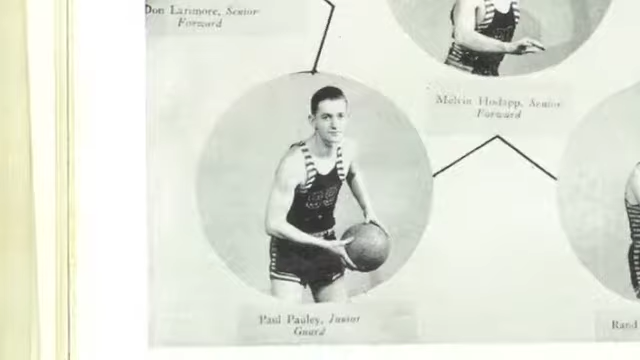 Don Larimore, Senior
Forward
Melvin Hodapp, Senior
Forward
Paul Pauley, Junior
Guard
Rand